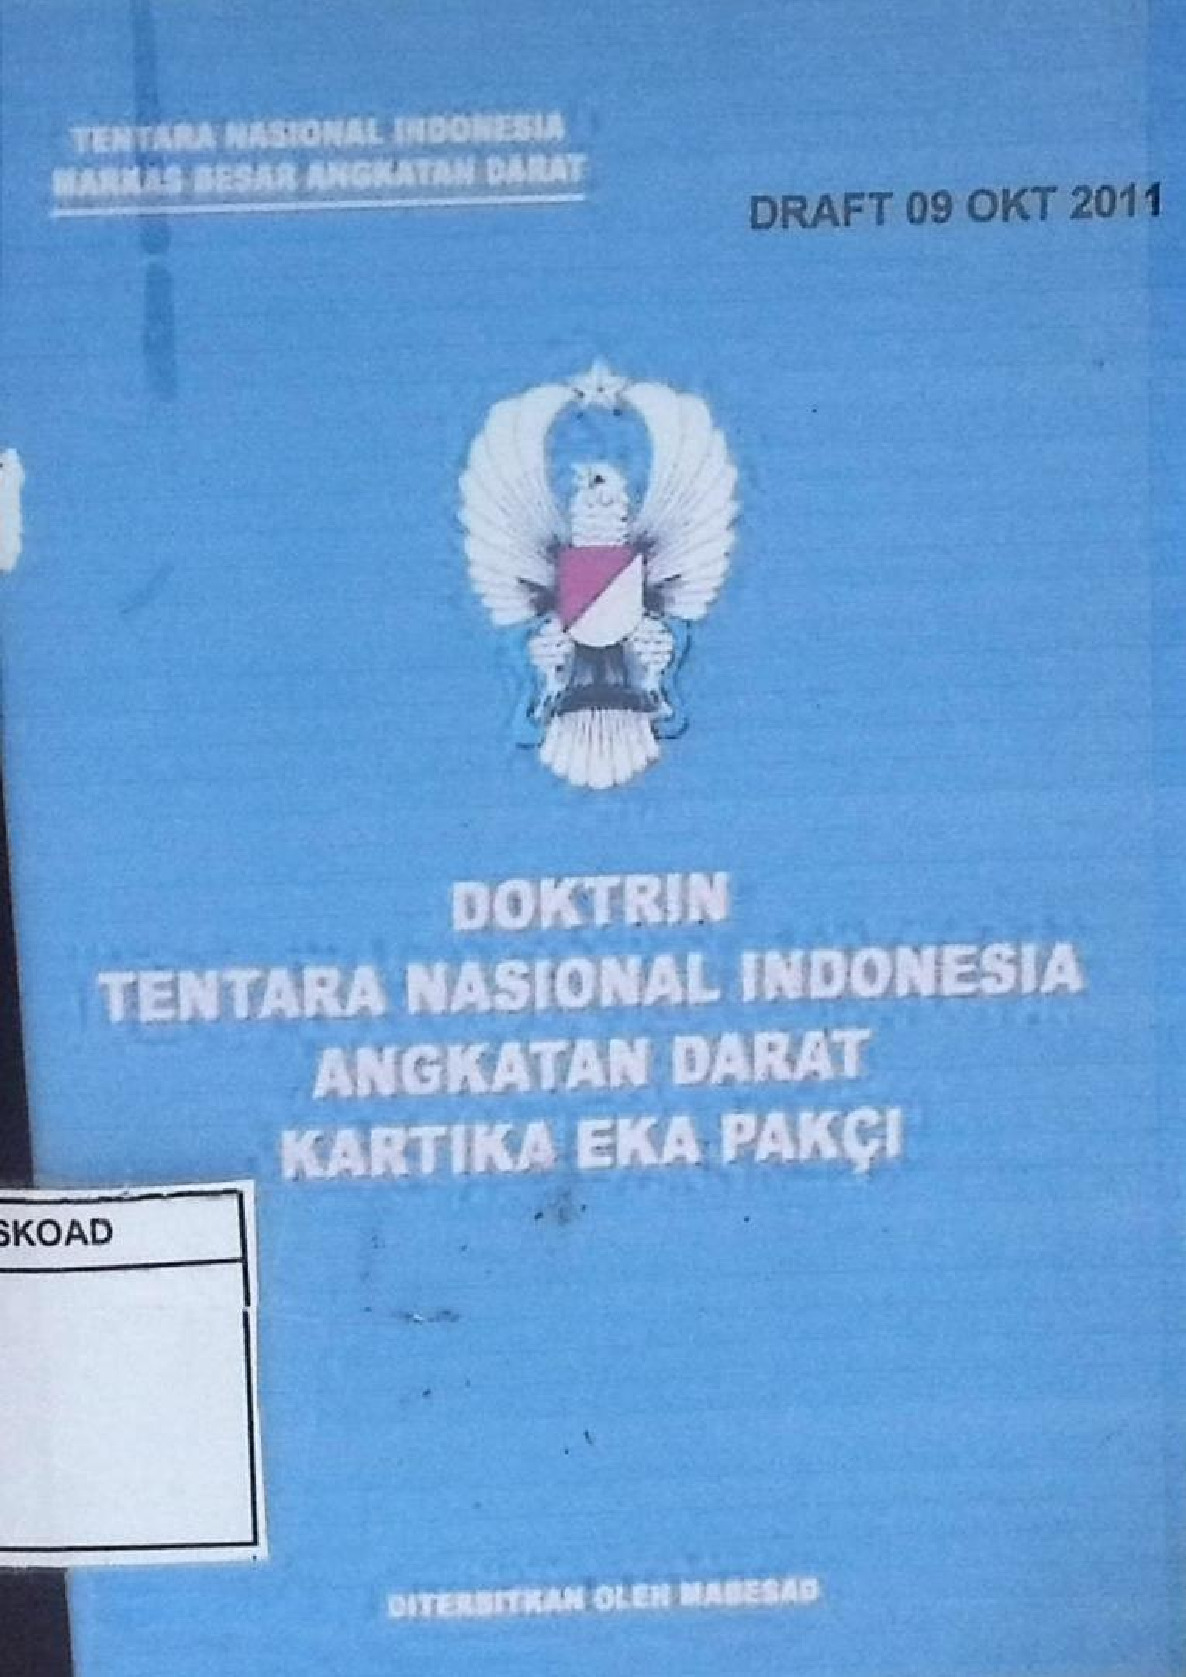 TENTARA NASIONAL INDONESIA
MARKAS BESAR ANGKATAN DARAT
DRAFT 09 OKT 2011
DOKTRIN
TENTARA NASIONAL INDONESIA
ANGKATAN DARAT
KARTIKA EKA PAKÇI
SKOAD
DITERBITKAN OLEH MABESAD